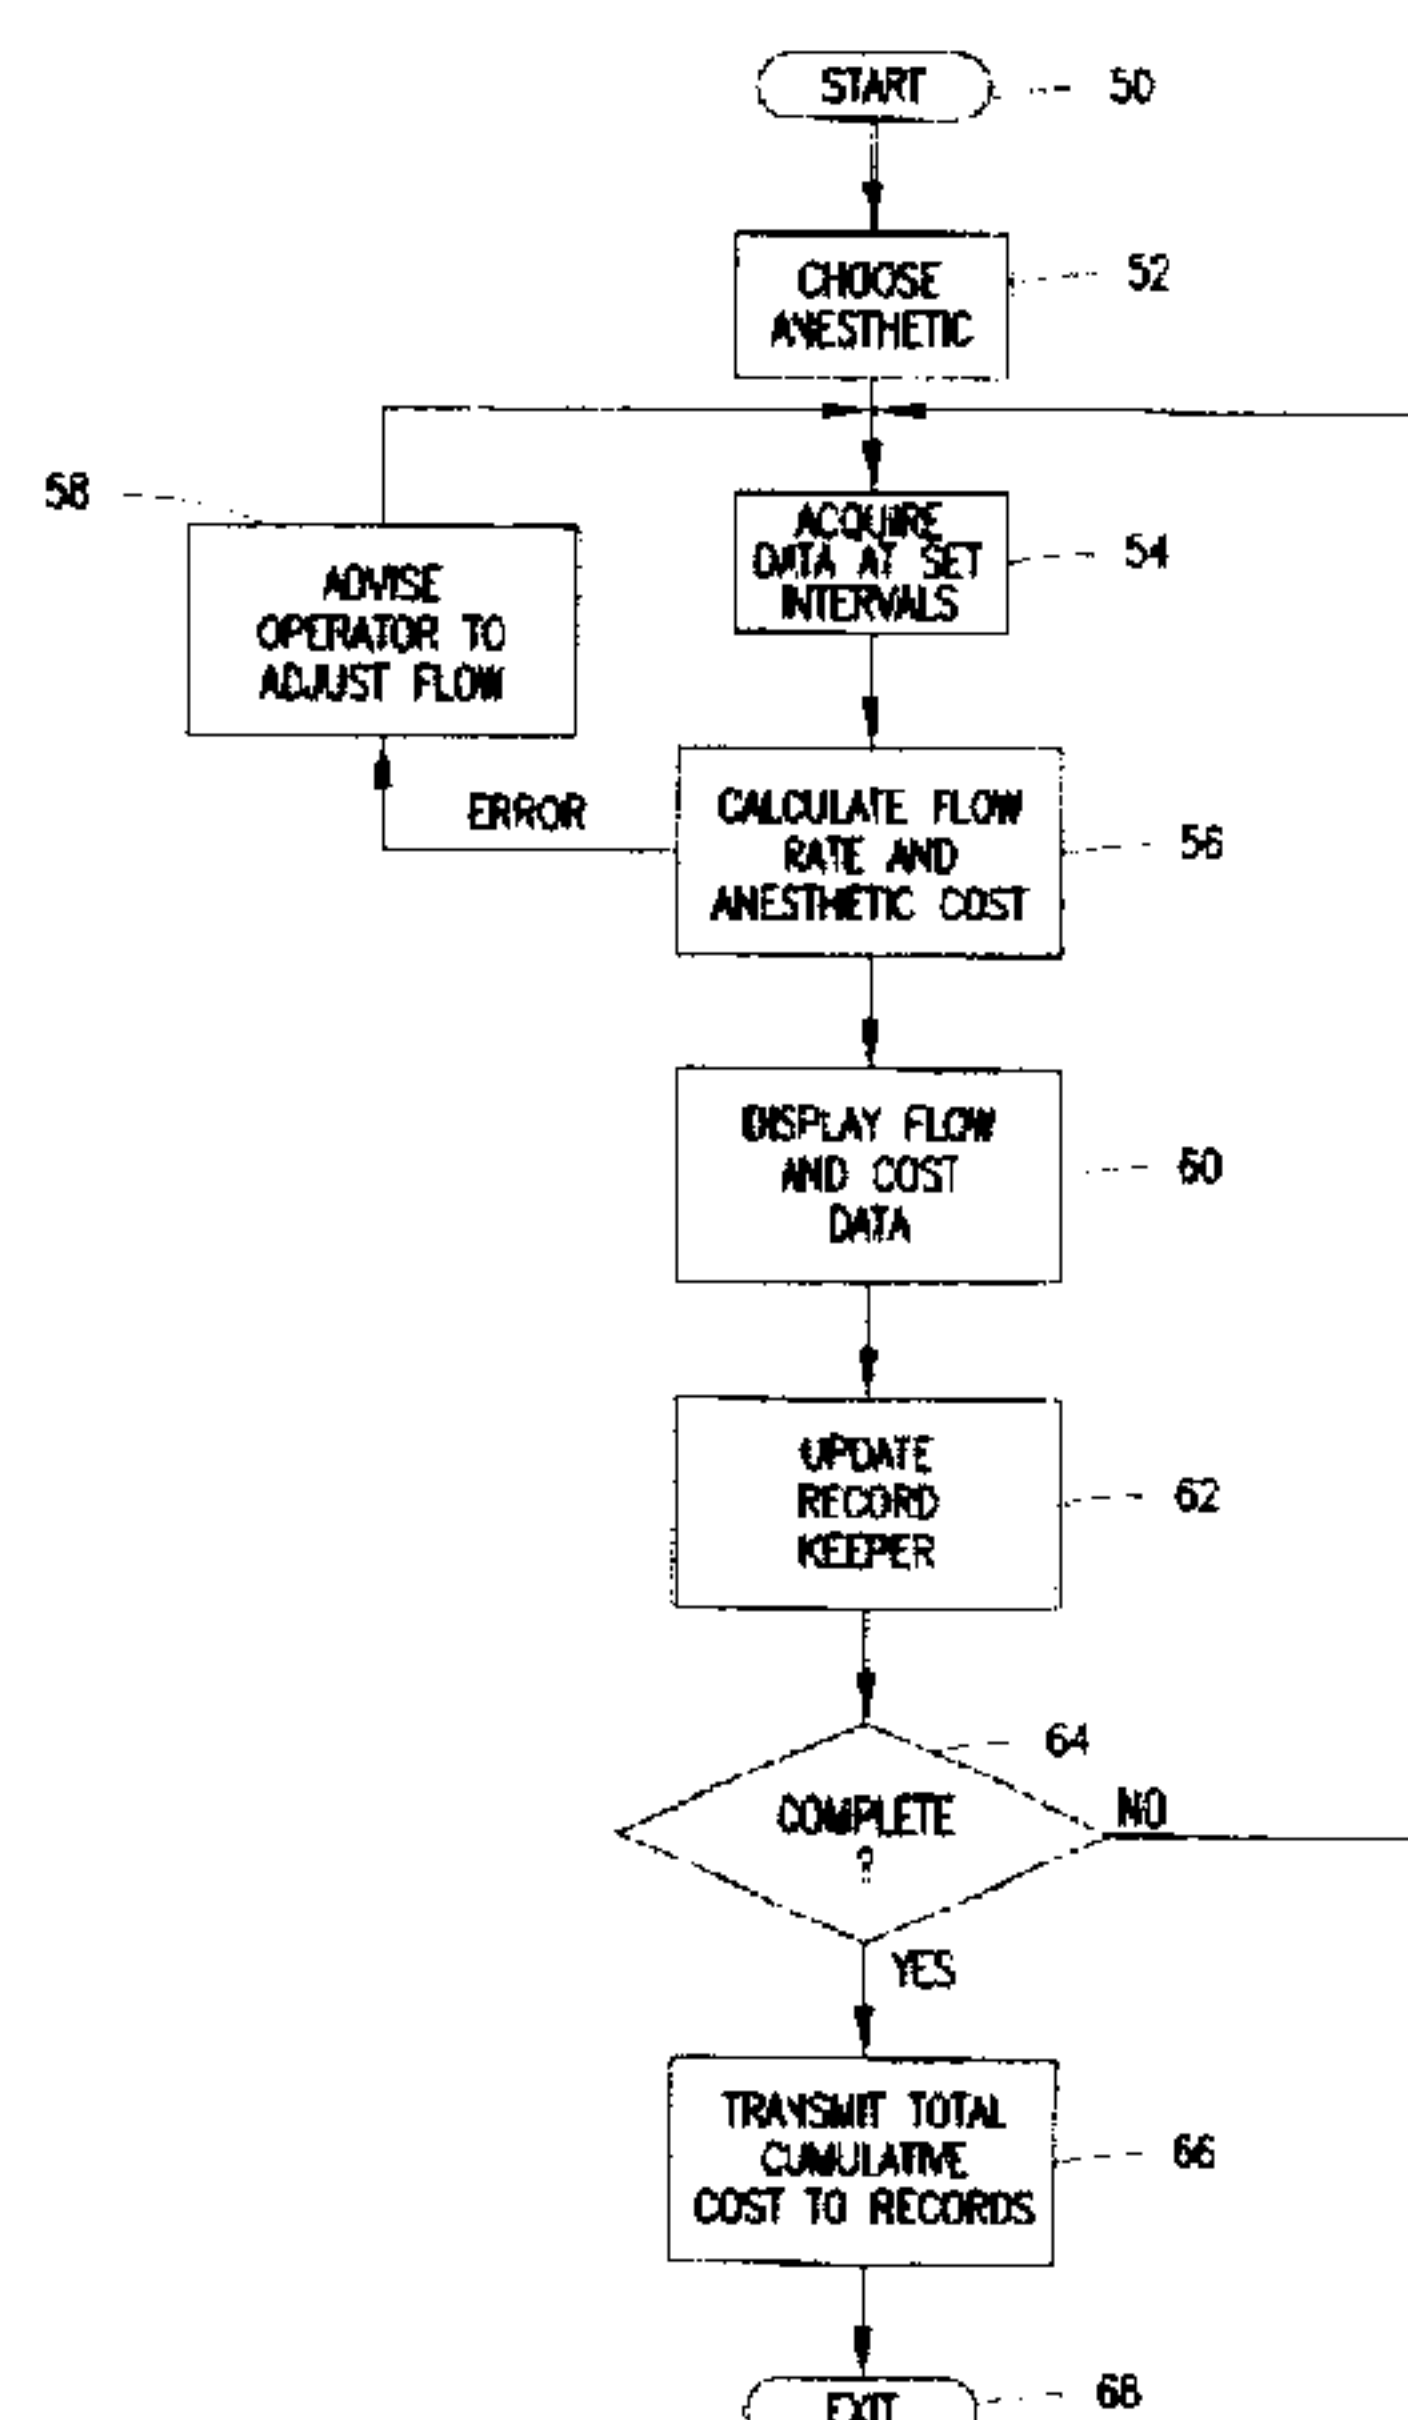 START
50
CHOOSE
ANESTHETIC
52
58
ADVISE
OPERATOR TO
ADJUST FLOW
ACQUIRE
DATA AT SET
INTERVALS
54
ERROR
CALCULATE FLOW
RATE AND
ANESTHETIC COST
56
DISPLAY FLOW
AND COST
DATA
60
UPDATE
RECORD
KEEPER
62
64
COMPLETE
?
NO
YES
TRANSMIT TOTAL
CUMULATIVE
COST TO RECORDS
66
EXIT
68